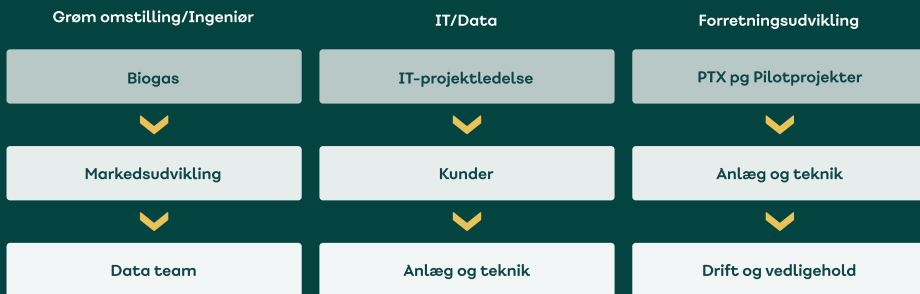 Grøm omstilling/Ingeniør
IT/Data
Forretningsudvikling
Biogas
IT-projektledelse
PTX pg Pilotprojekter
Markedsudvikling
Kunder
Anlæg og teknik
Data team
Anlæg og teknik
Drift og vedligehold